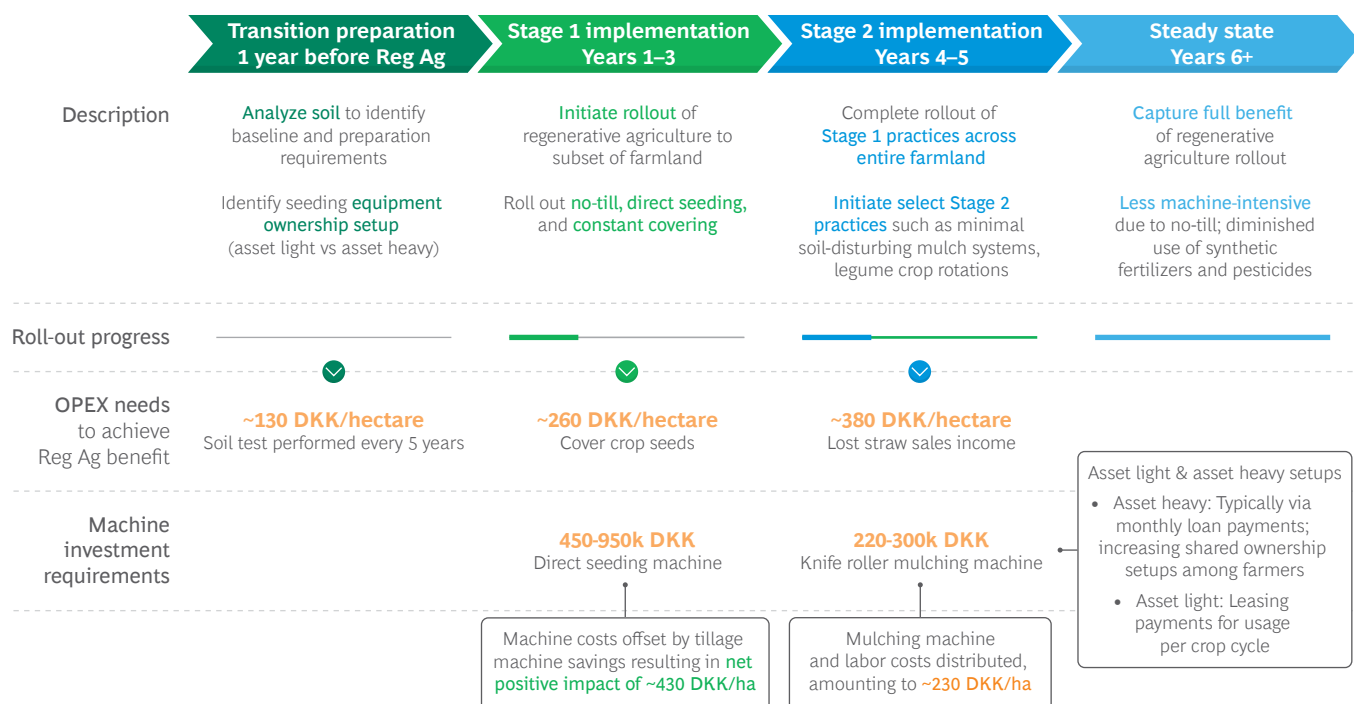 Transition preparation
1 year before Reg Ag
Stage 1 implementation
Years 1–3
Stage 2 implementation
Years 4–5
Steady state
Years 6+
Description
Analyze soil to identify
baseline and preparation
requirements
Identify seeding equipment
ownership setup
(asset light vs asset heavy)
Initiate rollout of
regenerative agriculture to
subset of farmland
Roll out no-till, direct seeding,
and constant covering
Complete rollout of
Stage 1 practices across
entire farmland
Initiate select Stage 2
practices such as minimal
soil-disturbing mulch systems,
legume crop rotations
Capture full benefit
of regenerative
agriculture rollout
Less machine-intensive
due to no-till; diminished
use of synthetic
fertilizers and pesticides
Roll-out progress
OPEX needs
to achieve
Reg Ag benefit
~130 DKK/hectare
Soil test performed every 5 years
~260 DKK/hectare
Cover crop seeds
~380 DKK/hectare
Lost straw sales income
Machine
investment
requirements
450-950k DKK
Direct seeding machine
220-300k DKK
Knife roller mulching machine
Asset light & asset heavy setups
• Asset heavy: Typically via
monthly loan payments;
increasing shared ownership
setups among farmers
• Asset light: Leasing
payments for usage
per crop cycle
Machine costs offset by tillage
machine savings resulting in net
positive impact of ~430 DKK/ha
Mulching machine
and labor costs distributed,
amounting to ~230 DKK/ha